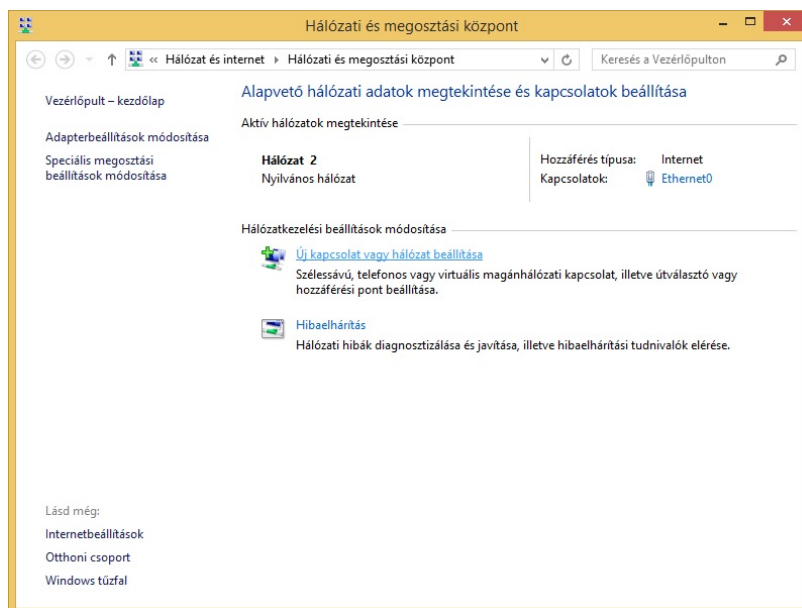 Hálózati és megosztási központ
« Hálózat és internet Hálózati és megosztási központ
Keresés a Vezérlőpulton
Vezérlőpult – kezdőlap
Adapterbeállítások módosítása
Speciális megosztási
beállítások módosítása
Alapvető hálózati adatok megtekintése és kapcsolatok beállítása
Aktív hálózatok megtekintése
Hálózat 2
Nyilvános hálózat
Hozzáférés típusa: Internet
Kapcsolatok: Ethernet0
Hálózatkezelési beállítások módosítása
Új kapcsolat vagy hálózat beállítása
Szélessávú, telefonos vagy virtuális magánhálózati kapcsolat, illetve útválasztó vagy
hozzáférési pont beállítása.
Hibaelhárítás
Hálózati hibák diagnosztizálása és javítása, illetve hibaelhárítási tudnivalók elérése.
Lásd még:
Internetbeállítások
Otthoni csoport
Windows tűzfal